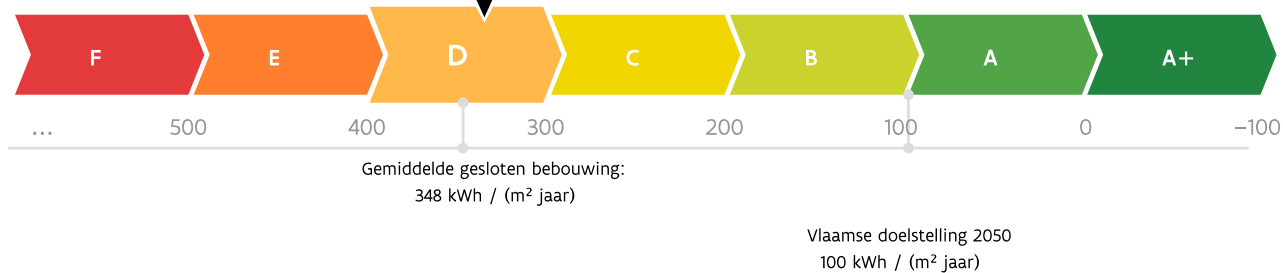 F E D C B A A+
... 500 400 300 200 100 0 −100
Gemiddelde gesloten bebouwing:
348 kWh / (m² jaar)
Vlaamse doelstelling 2050
100 kWh / (m² jaar)